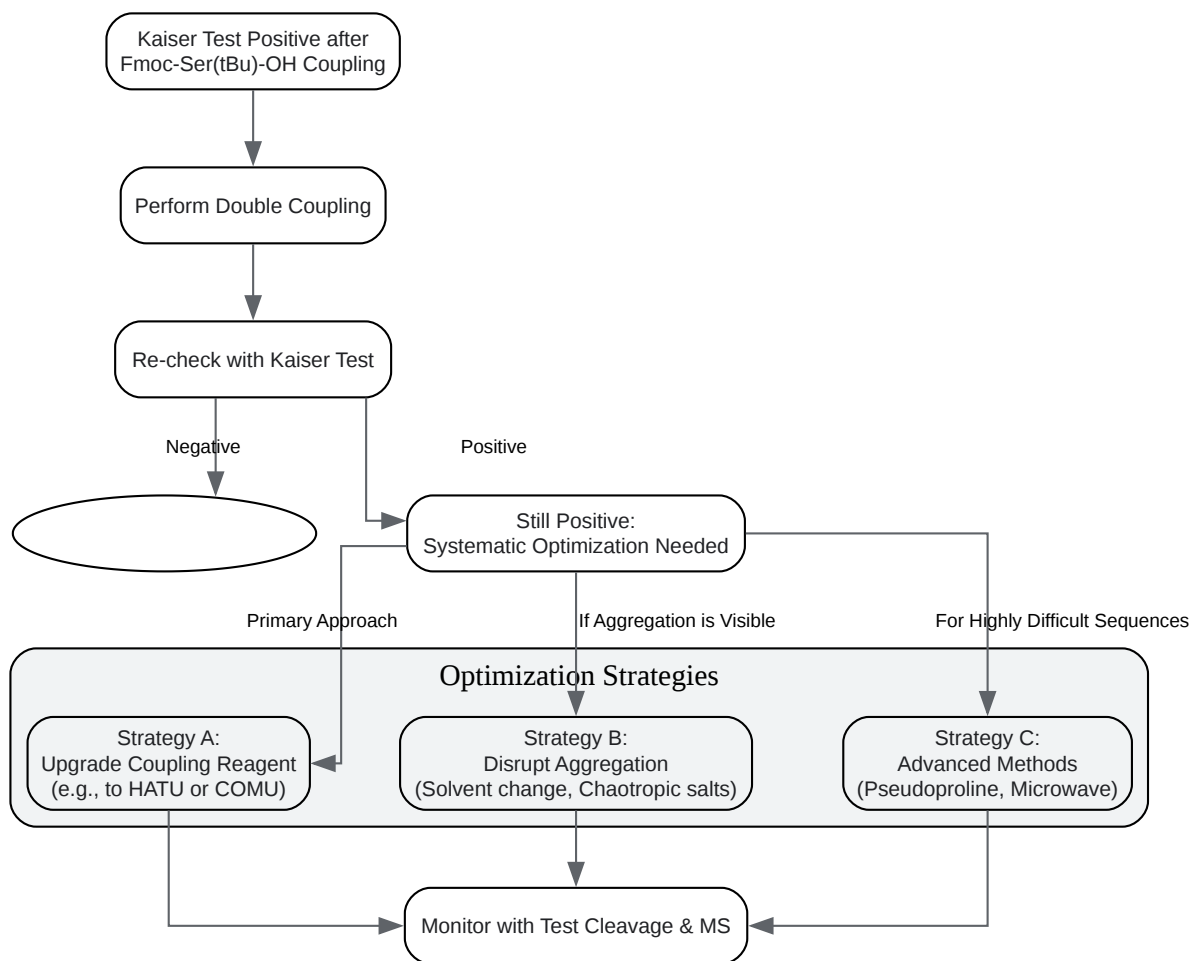 Kaiser Test Positive after
Fmoc-Ser(tBu)-OH Coupling
Perform Double Coupling
Re-check with Kaiser Test
Negative
Positive
Still Positive:
Systematic Optimization Needed
Primary Approach
If Aggregation is Visible
For Highly Difficult Sequences
Optimization Strategies
Strategy A:
Upgrade Coupling Reagent
(e.g., to HATU or COMU)
Strategy B:
Disrupt Aggregation
(Solvent change, Chaotropic salts)
Strategy C:
Advanced Methods
(Pseudoproline, Microwave)
Monitor with Test Cleavage & MS